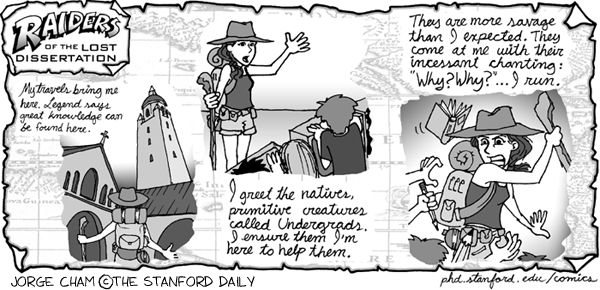 RAIDERS
OF THE LOST
DISSERTATION
My travels bring me
here. Legend says
great knowledge can
be found here.
I greet the natives,
primitive creatures
called Undergrads.
I ensure them I'm
here to help them.
They are more savage
than I expected. They
come at me with their
incessant chanting:
"Why? Why?"... I run.
JORGE CHAM ©THE STANFORD DAILY
phd.stanford.edu/comics